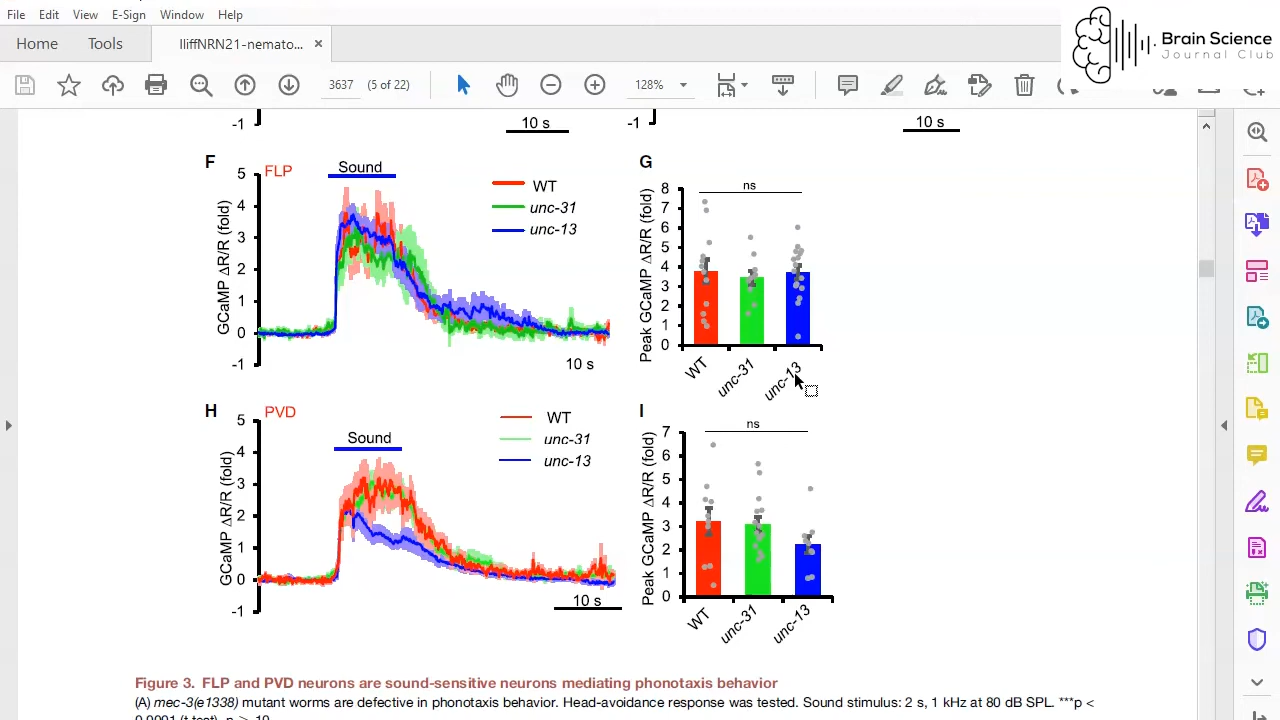 File Edit View E-Sign Window Help
Brain Science
Journal Club
Home Tools IliffNRN21-nemato... ×
3637 (5 of 22) 128%
-1 10 s -1 10 s
F FLP Sound
5
4
3
2
1
0
-1
GCaMP ΔR/R (fold)
WT
unc-31
unc-13
10 s
G
ns
8
7
6
5
4
3
2
1
0
Peak GCaMP ΔR/R (fold)
WT unc-31 unc-13
H PVD Sound
5
4
3
2
1
0
-1
GCaMP ΔR/R (fold)
WT
unc-31
unc-13
10 s
I
ns
7
6
5
4
3
2
1
0
Peak GCaMP ΔR/R (fold)
WT unc-31 unc-13
Figure 3. FLP and PVD neurons are sound-sensitive neurons mediating phonotaxis behavior
(A) mec-3(e1338) mutant worms are defective in phonotaxis behavior. Head-avoidance response was tested. Sound stimulus: 2 s, 1 kHz at 80 dB SPL. ***p <